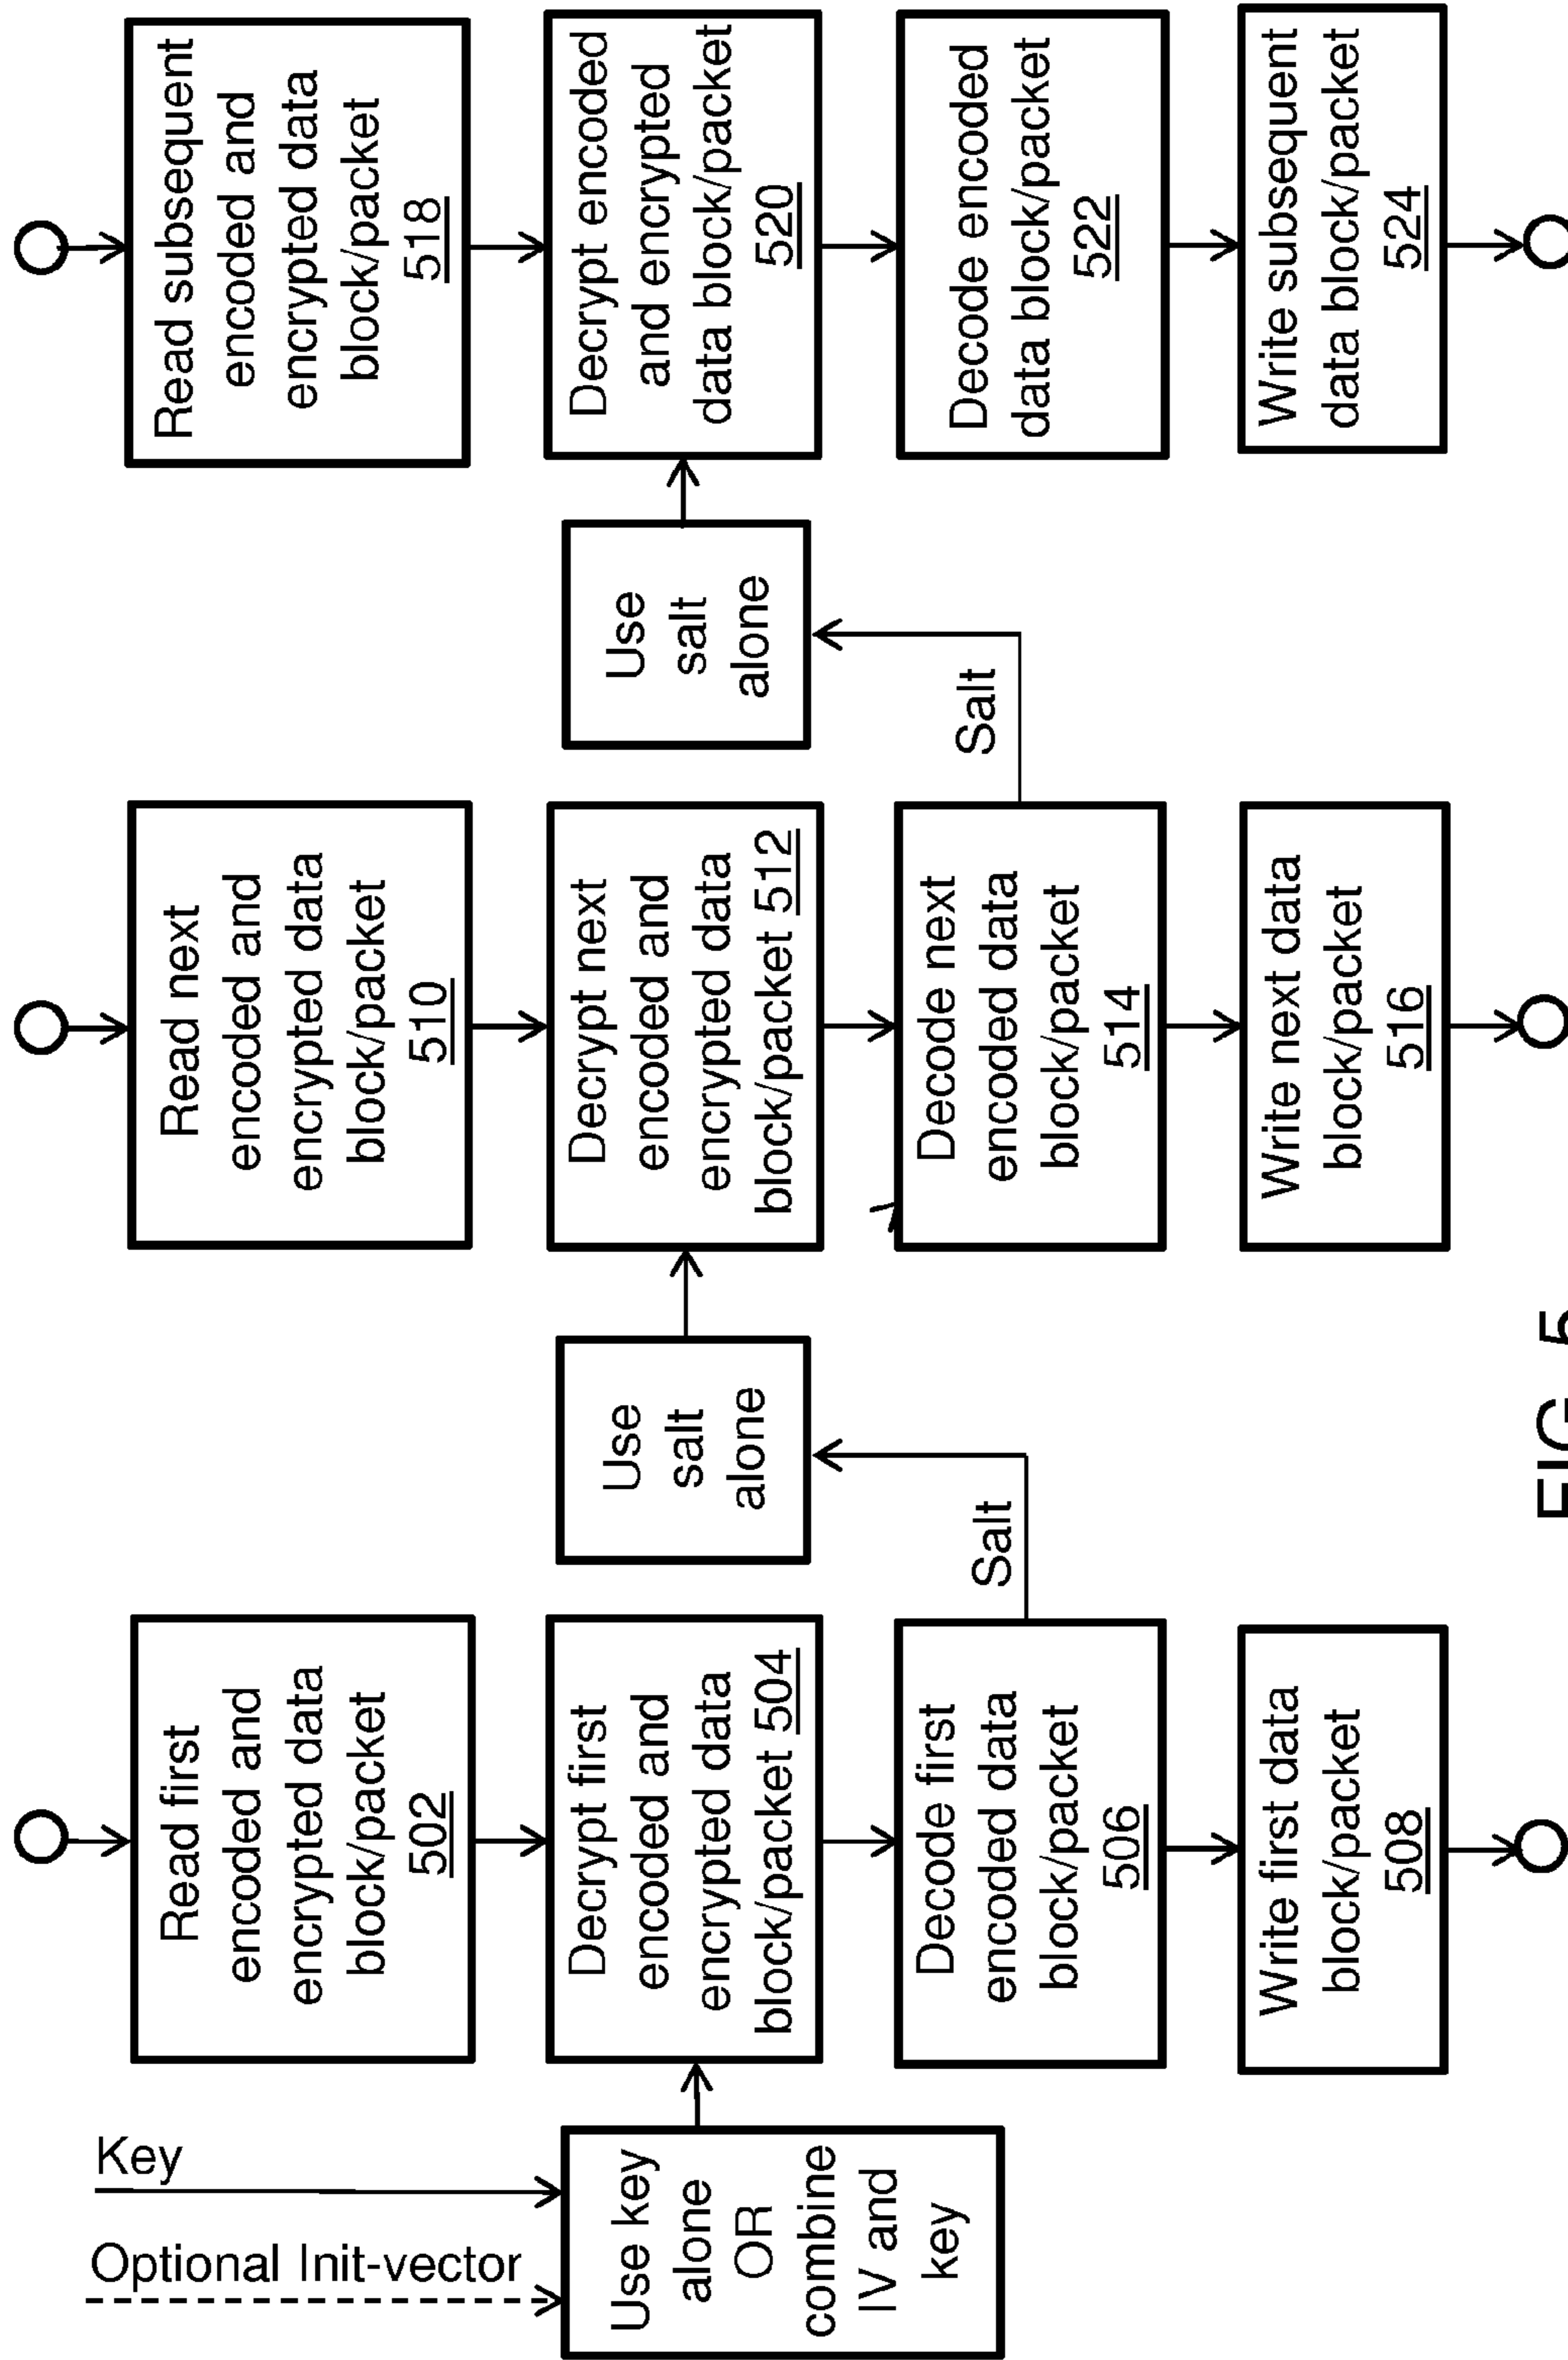 Key
Optional Init-vector
Use key
alone
OR
combine
IV and
key
Read first
encoded and
encrypted data
block/packet
502
Decrypt first
encoded and
encrypted data
block/packet 504
Decode first
encoded data
block/packet
506
Write first data
block/packet
508
Salt
Use
salt
alone
Read next
encoded and
encrypted data
block/packet
510
Decrypt next
encoded and
encrypted data
block/packet 512
Decode next
encoded data
block/packet
514
Write next data
block/packet
516
Salt
Use
salt
alone
Read subsequent
encoded and
encrypted data
block/packet
518
Decrypt encoded
and encrypted
data block/packet
520
Decode encoded
data block/packet
522
Write subsequent
data block/packet
524
FIG. 5